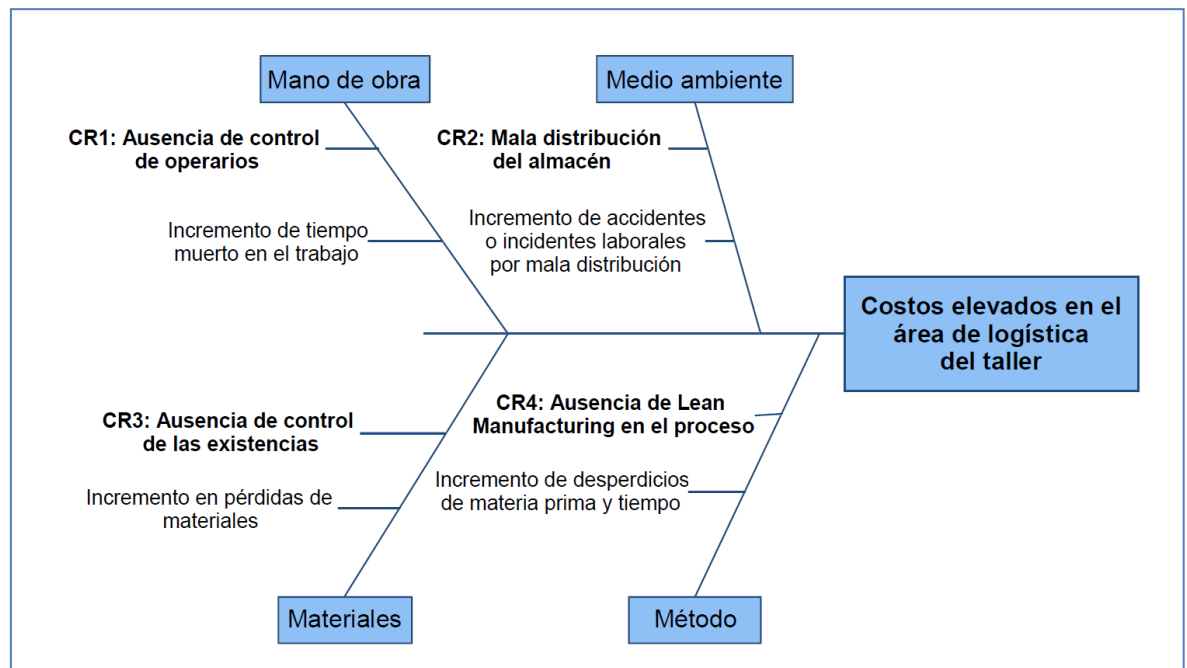 Mano de obra
Medio ambiente
CR1: Ausencia de control
de operarios
CR2: Mala distribución
del almacén
Incremento de tiempo
muerto en el trabajo
Incremento de accidentes
o incidentes laborales
por mala distribución
Costos elevados en el
área de logística
del taller
CR3: Ausencia de control
de las existencias
CR4: Ausencia de Lean
Manufacturing en el proceso
Incremento en pérdidas de
materiales
Incremento de desperdicios
de materia prima y tiempo
Materiales
Método